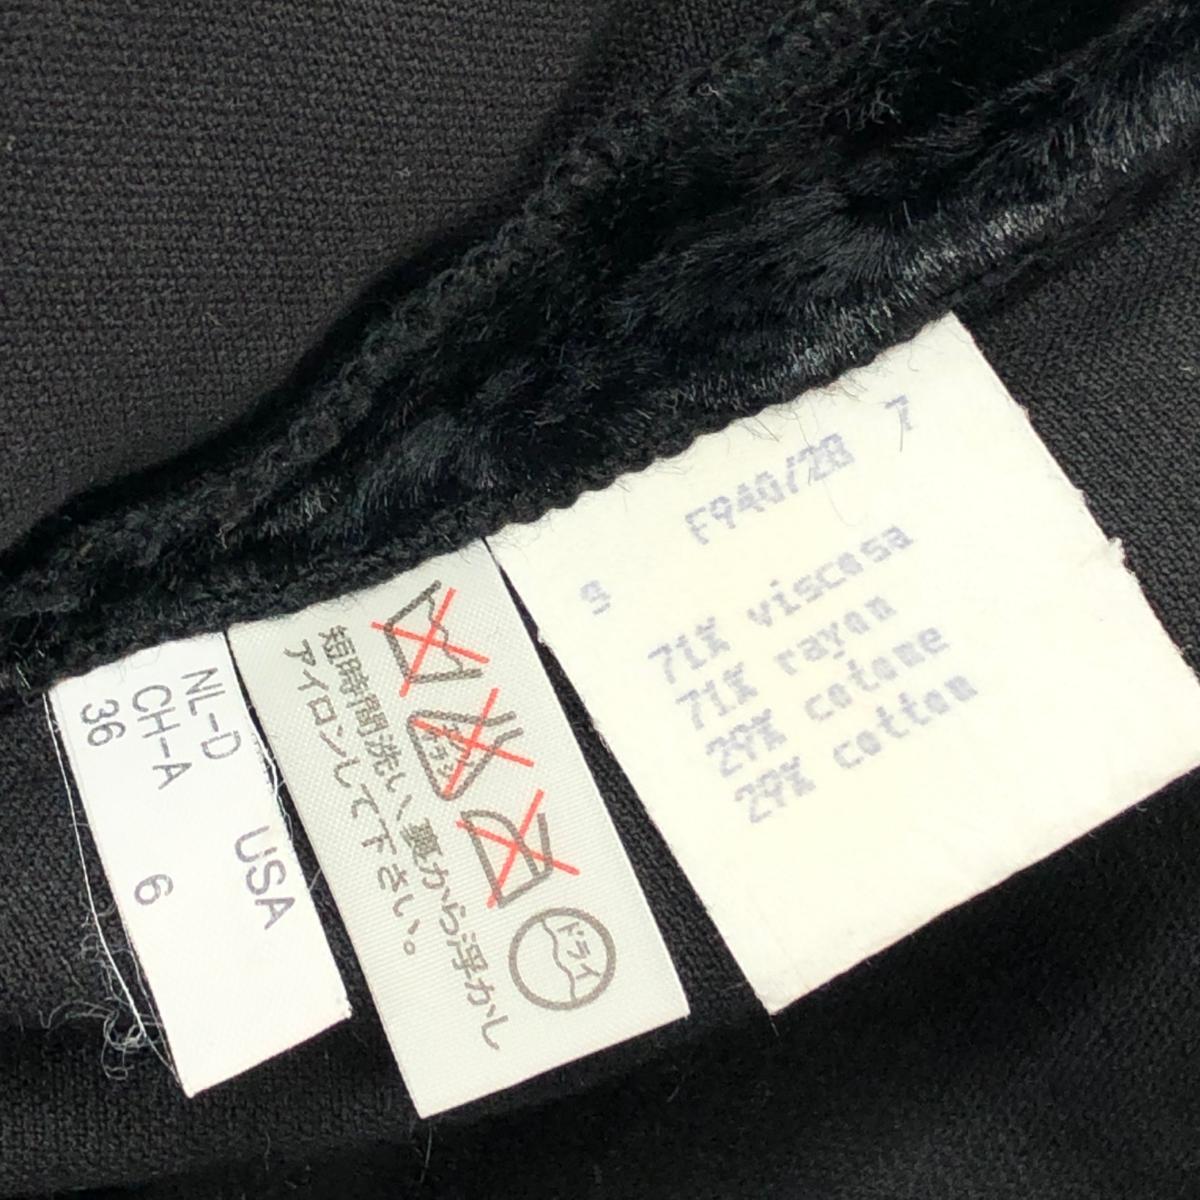 NL-D
CH-A
36
USA
6
短時間洗い、裏から浮かし
アイロンして下さい。
ドライ
F940/28 7
S
71% viscosa
71% rayon
29% cotone
29% cotton